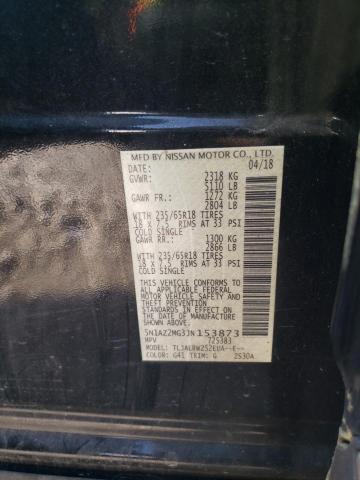 MFD BY NISSAN MOTOR CO., LTD.
DATE: 04/18
GVWR: 2318 KG
5110 LB
GAWR FR.: 1272 KG
2804 LB
WITH 235/65R18 TIRES
18 X 7.5 RIMS AT 33 PSI
COLD SINGLE
GAWR RR.: 1300 KG
2866 LB
WITH 235/65R18 TIRES
18 X 7.5 RIMS AT 33 PSI
COLD SINGLE
THIS VEHICLE CONFORMS TO
ALL APPLICABLE FEDERAL
MOTOR VEHICLE SAFETY, BUMPER,
AND THEFT PREVENTION
STANDARDS IN EFFECT ON THE
DATE OF MANUFACTURE
SHOWN ABOVE.
5N1AZ2MG3JN153873
MPV 725383
MODEL:
COLOR: G41 TRIM: G 2530A